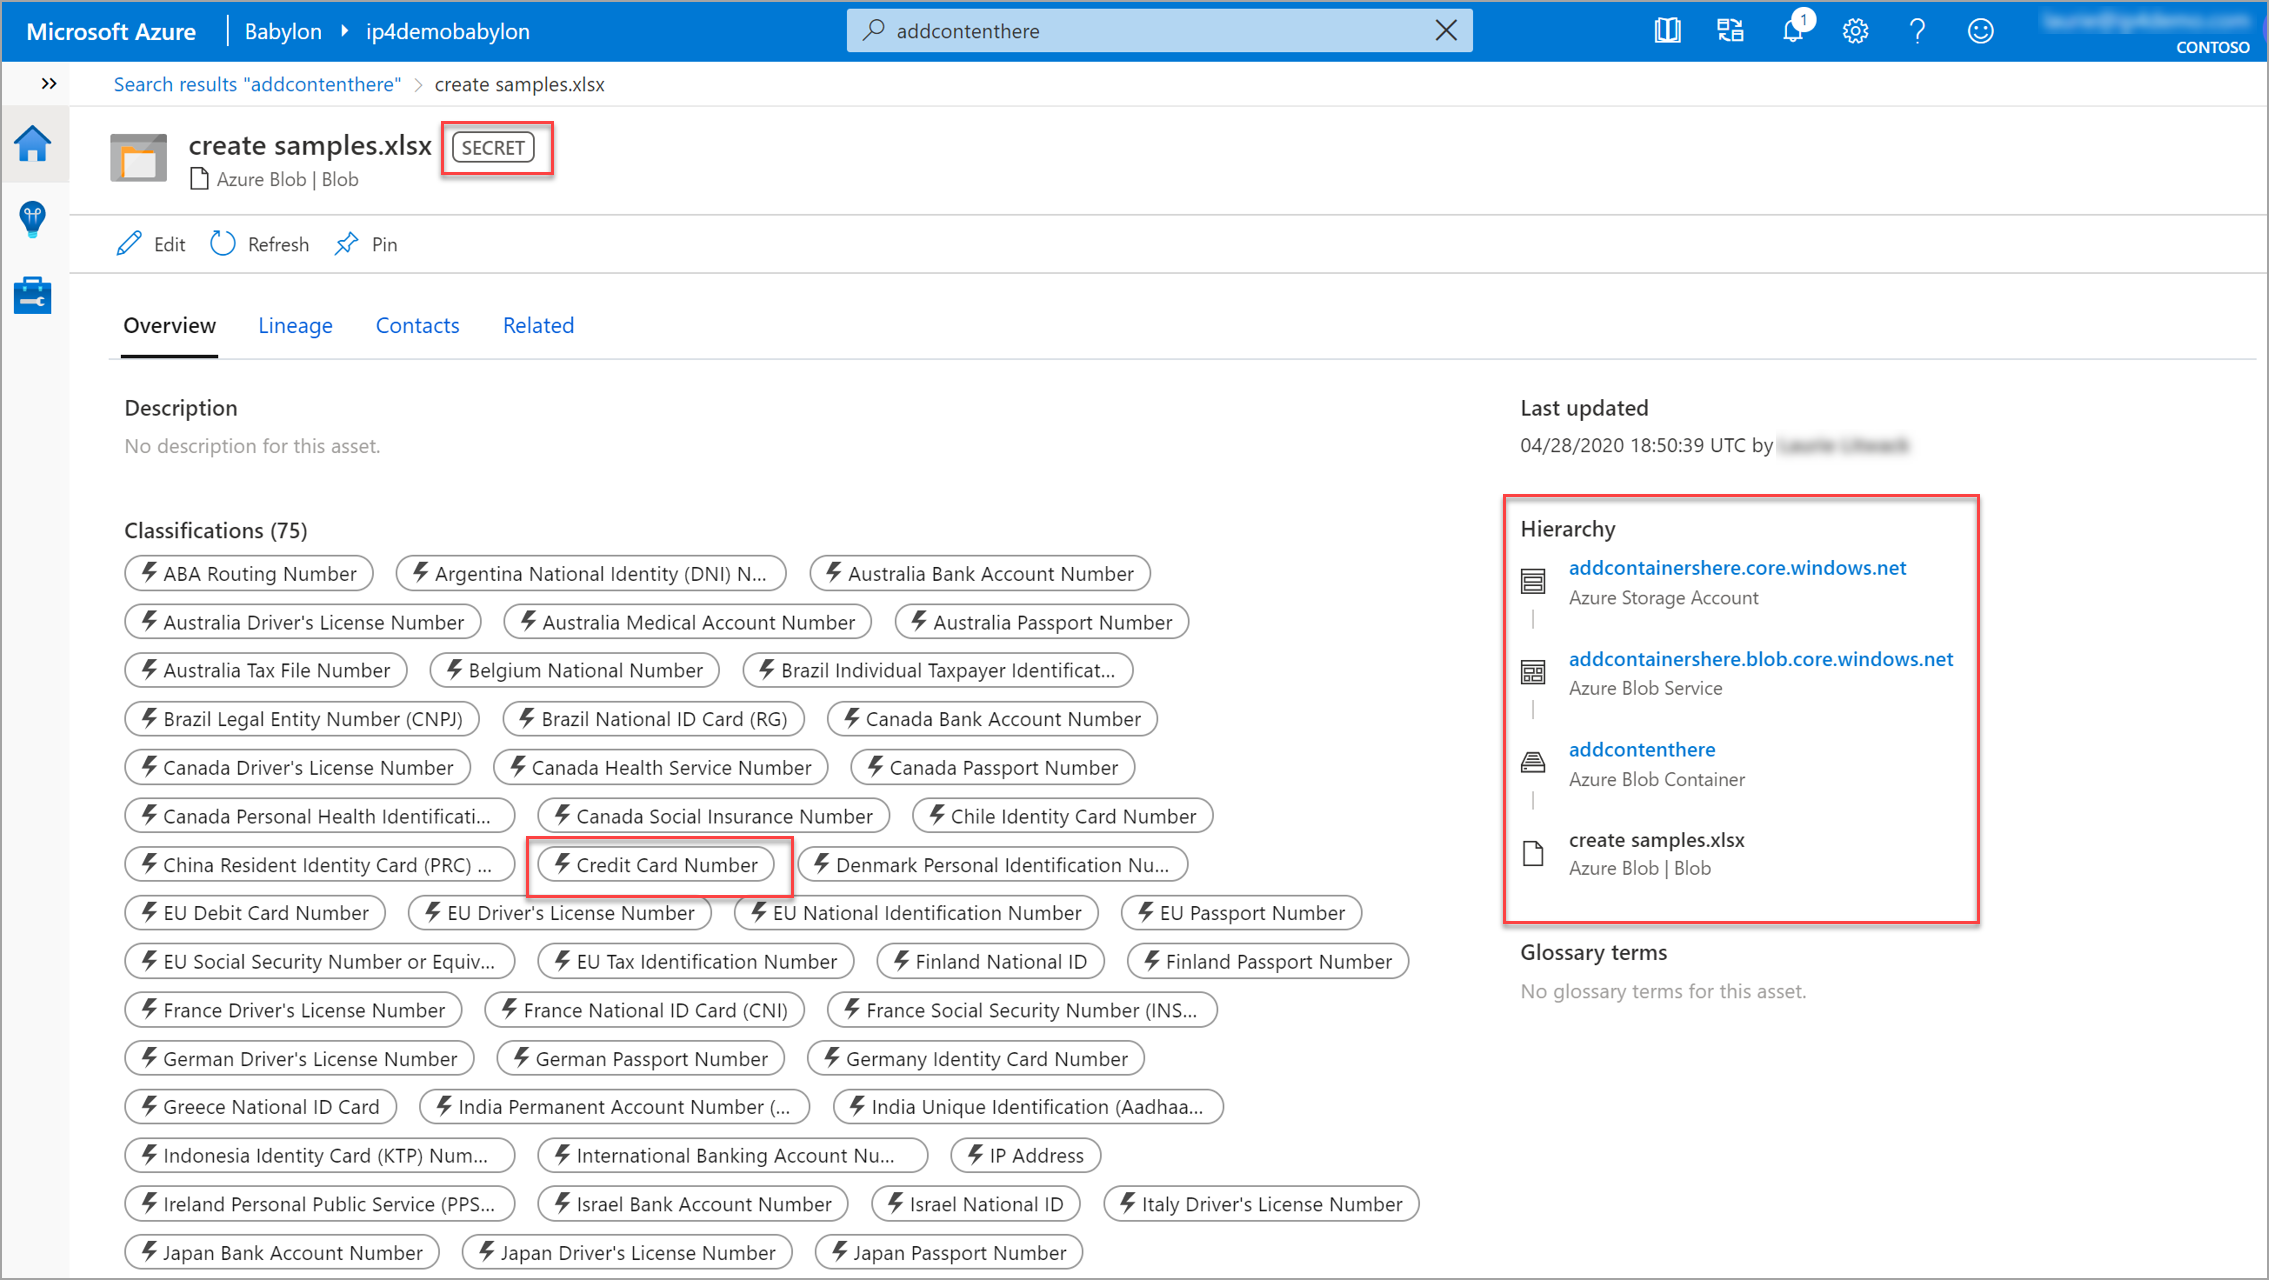 Microsoft Azure | Babylon ip4demobabylon addcontenthere 1
CONTOSO
Search results "addcontenthere" > create samples.xlsx
create samples.xlsx SECRET
Azure Blob | Blob
Edit Refresh Pin
Overview Lineage Contacts Related
Description
No description for this asset.
Last updated
04/28/2020 18:50:39 UTC by
Classifications (75)
ABA Routing Number Argentina National Identity (DNI) N... Australia Bank Account Number
Australia Driver's License Number Australia Medical Account Number Australia Passport Number
Australia Tax File Number Belgium National Number Brazil Individual Taxpayer Identificat...
Brazil Legal Entity Number (CNPJ) Brazil National ID Card (RG) Canada Bank Account Number
Canada Driver's License Number Canada Health Service Number Canada Passport Number
Canada Personal Health Identificati... Canada Social Insurance Number Chile Identity Card Number
China Resident Identity Card (PRC) ... Credit Card Number Denmark Personal Identification Nu...
EU Debit Card Number EU Driver's License Number EU National Identification Number EU Passport Number
EU Social Security Number or Equiv... EU Tax Identification Number Finland National ID Finland Passport Number
France Driver's License Number France National ID Card (CNI) France Social Security Number (INS...
German Driver's License Number German Passport Number Germany Identity Card Number
Greece National ID Card India Permanent Account Number (... India Unique Identification (Aadhaa...
Indonesia Identity Card (KTP) Num... International Banking Account Nu... IP Address
Ireland Personal Public Service (PPS... Israel Bank Account Number Israel National ID Italy Driver's License Number
Japan Bank Account Number Japan Driver's License Number Japan Passport Number
Hierarchy
addcontainershere.core.windows.net
Azure Storage Account
addcontainershere.blob.core.windows.net
Azure Blob Service
addcontenthere
Azure Blob Container
create samples.xlsx
Azure Blob | Blob
Glossary terms
No glossary terms for this asset.